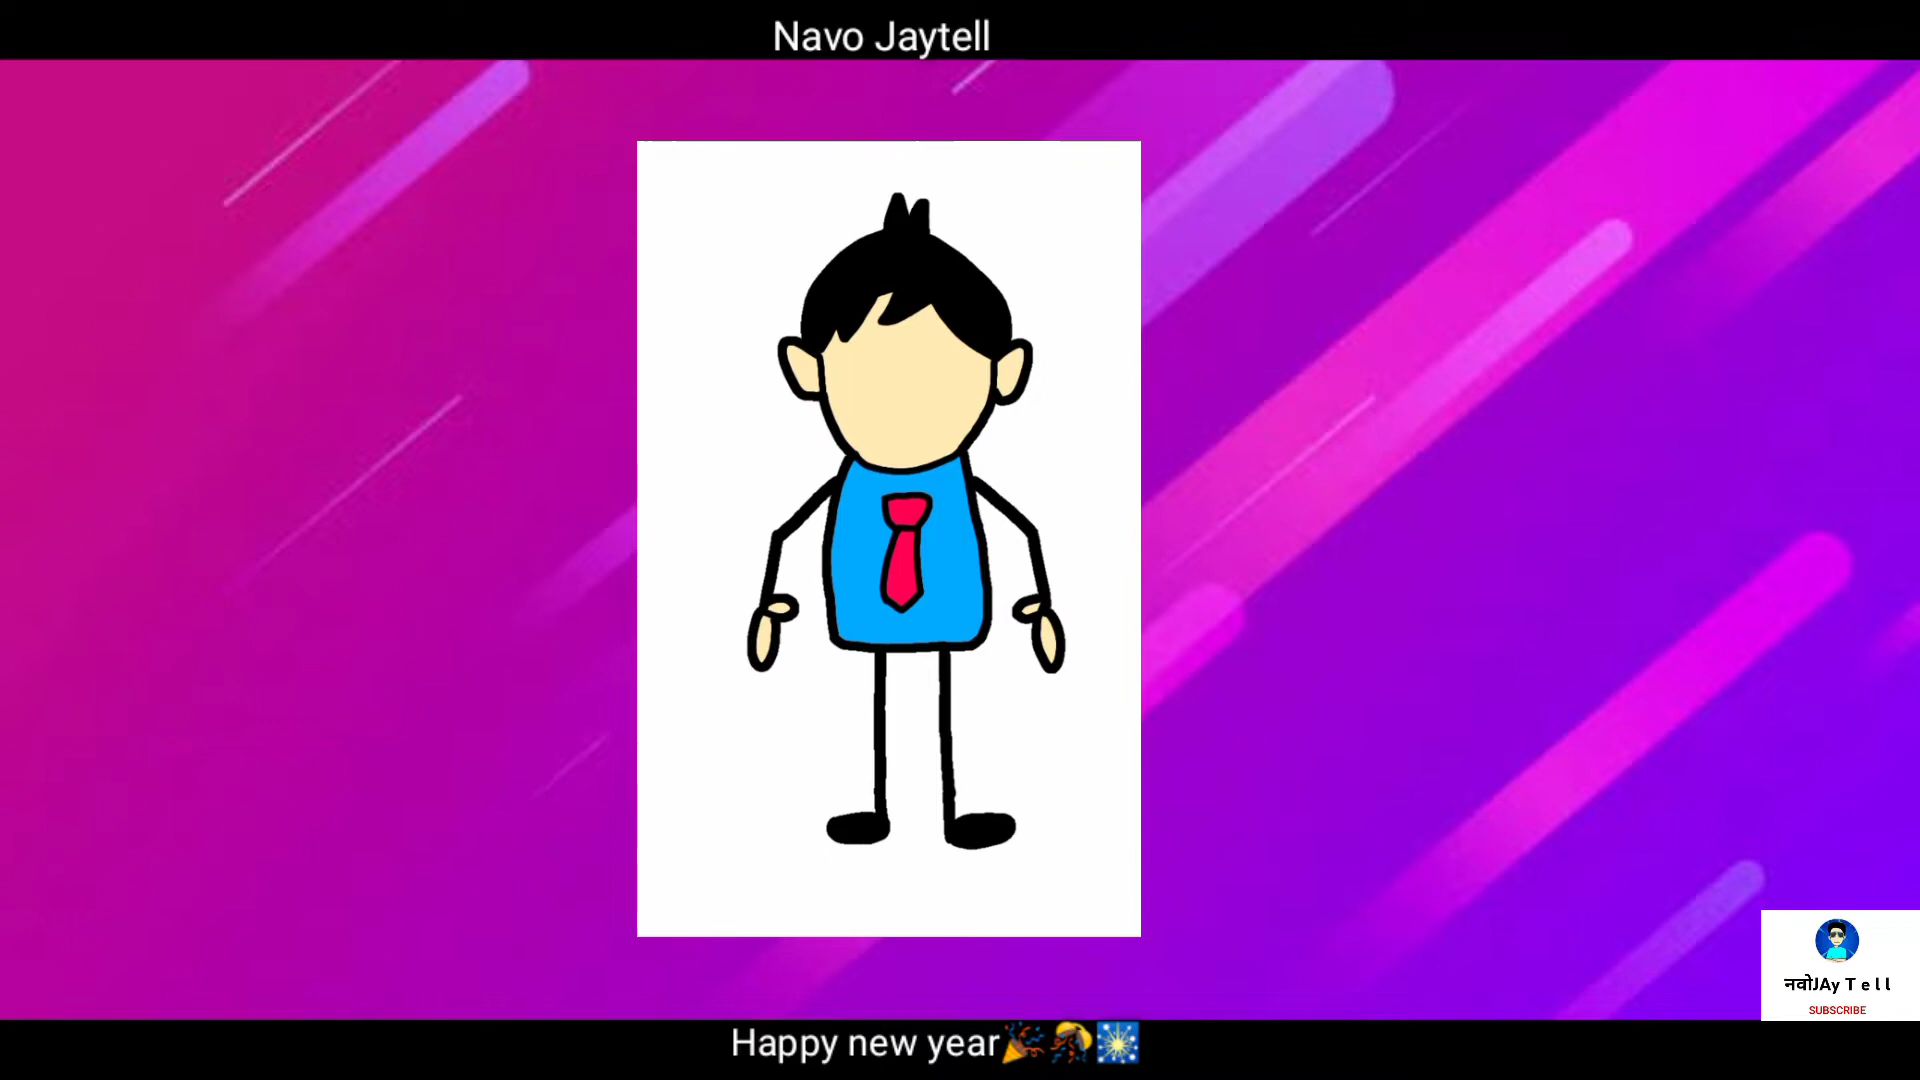 Navo Jaytell
नवोJAy T e l l
SUBSCRIBE
Happy new year🎉🎊🎆